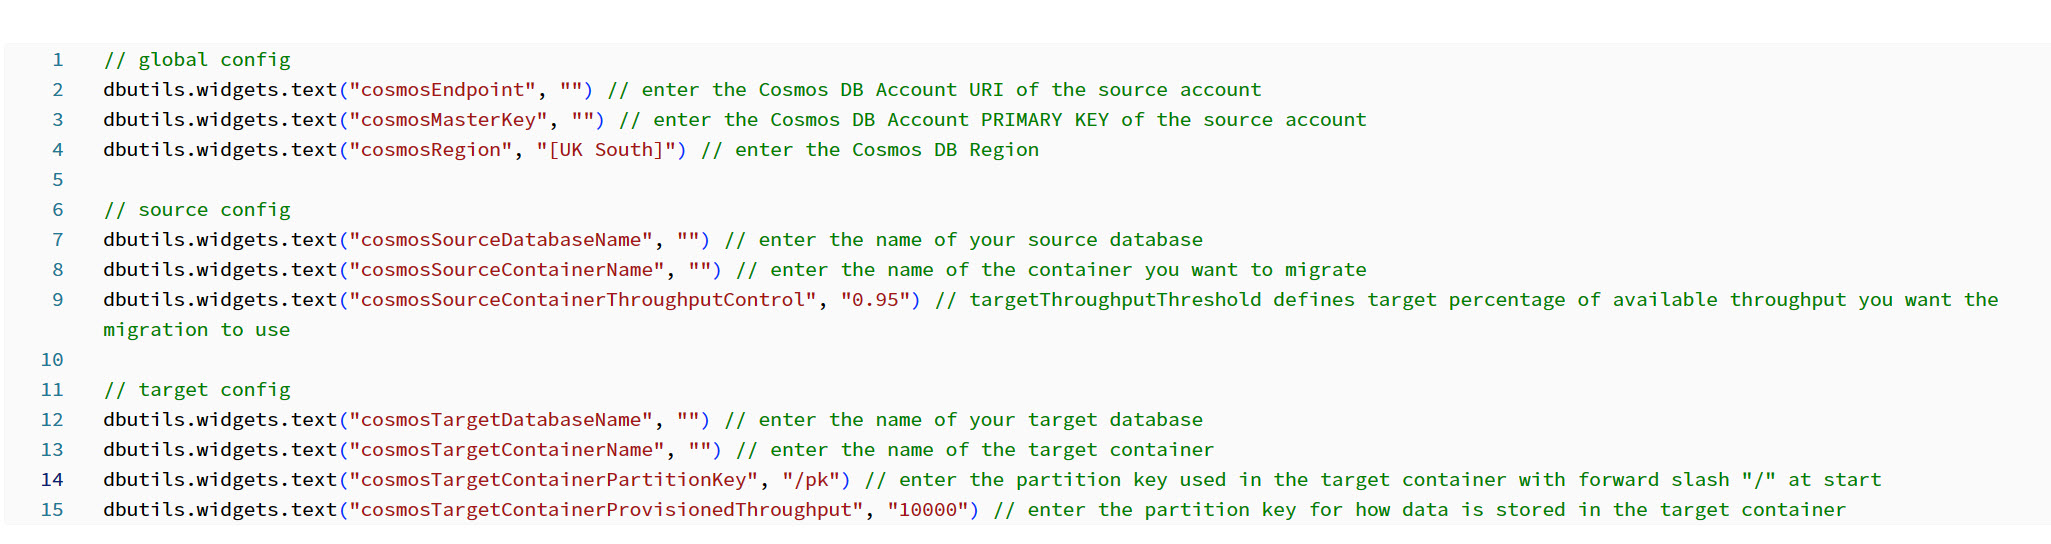 1 // global config
2 dbutils.widgets.text("cosmosEndpoint", "") // enter the Cosmos DB Account URI of the source account
3 dbutils.widgets.text("cosmosMasterKey", "") // enter the Cosmos DB Account PRIMARY KEY of the source account
4 dbutils.widgets.text("cosmosRegion", "[UK South]") // enter the Cosmos DB Region
5
6 // source config
7 dbutils.widgets.text("cosmosSourceDatabaseName", "") // enter the name of your source database
8 dbutils.widgets.text("cosmosSourceContainerName", "") // enter the name of the container you want to migrate
9 dbutils.widgets.text("cosmosSourceContainerThroughputControl", "0.95") // targetThroughputThreshold defines target percentage of available throughput you want the
migration to use
10
11 // target config
12 dbutils.widgets.text("cosmosTargetDatabaseName", "") // enter the name of your target database
13 dbutils.widgets.text("cosmosTargetContainerName", "") // enter the name of the target container
14 dbutils.widgets.text("cosmosTargetContainerPartitionKey", "/pk") // enter the partition key used in the target container with forward slash "/" at start
15 dbutils.widgets.text("cosmosTargetContainerProvisionedThroughput", "10000") // enter the partition key for how data is stored in the target container